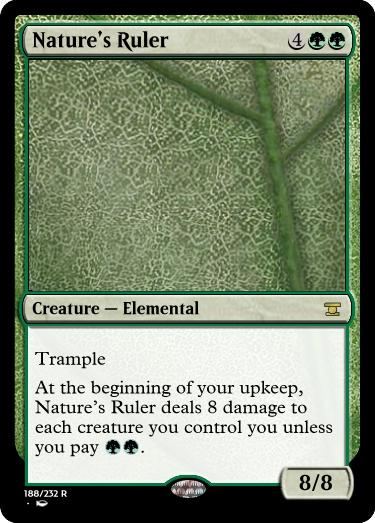 Nature's Ruler 4
Creature — Elemental
Trample
At the beginning of your upkeep,
Nature's Ruler deals 8 damage to
each creature you control you unless
you pay .
8/8
188/232 R